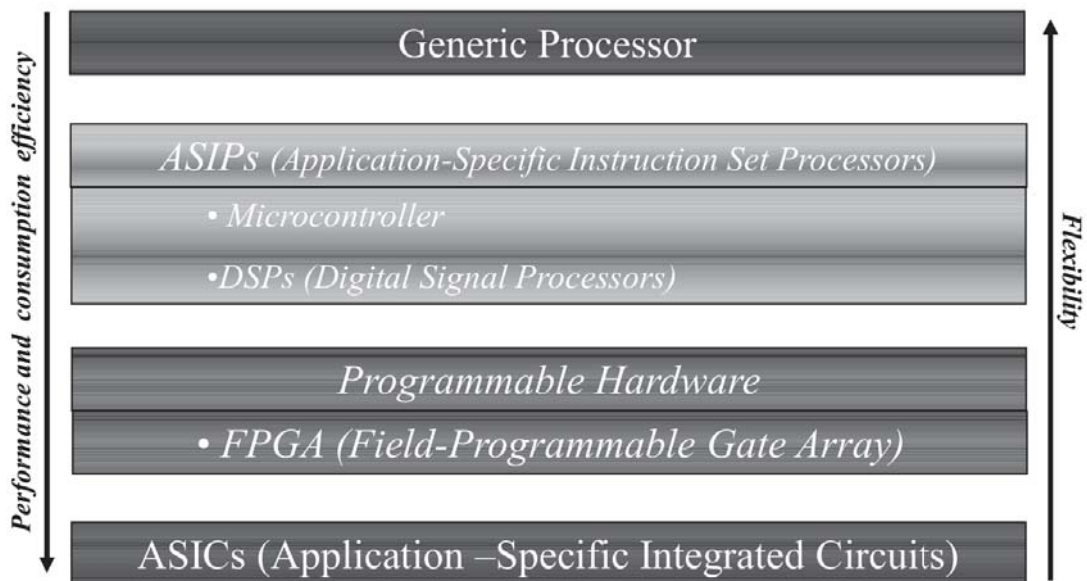 Performance and consumption efficiency
Generic Processor
ASIPs (Application-Specific Instruction Set Processors)
• Microcontroller
•DSPs (Digital Signal Processors)
Programmable Hardware
• FPGA (Field-Programmable Gate Array)
ASICs (Application –Specific Integrated Circuits)
Flexibility